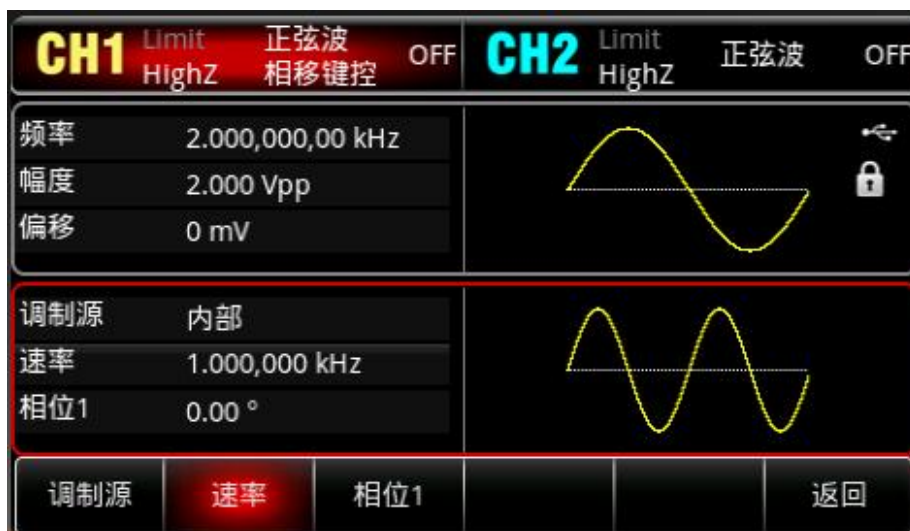 CH1 Limit 正弦波 OFF CH2 Limit 正弦波 OFF
HighZ 相移键控 HighZ
频率 2.000,000,00 kHz
幅度 2.000 Vpp
偏移 0 mV
调制源 内部
速率 1.000,000 kHz
相位1 0.00 °
调制源 速率 相位1 返回